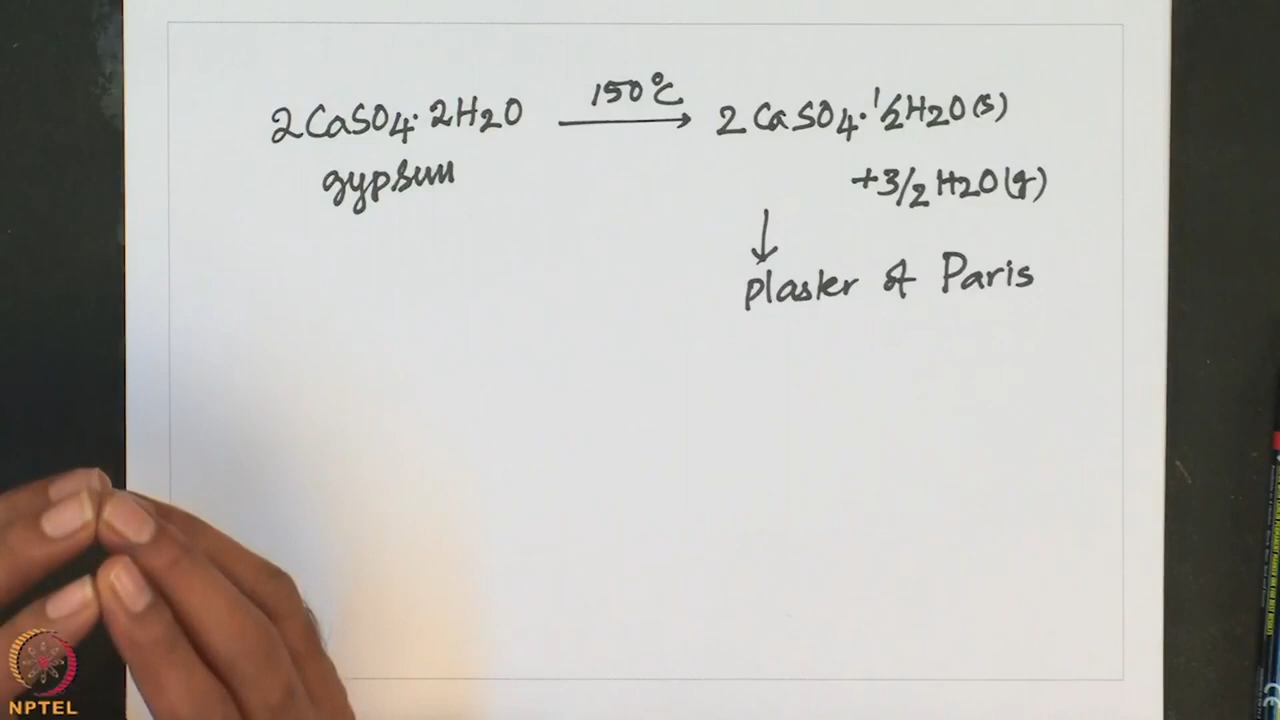 2CaSO4·2H2O 150°C → 2CaSO4·1/2H2O(s)
gypsum
+3/2 H2O(g)
↓
plaster of Paris
NPTEL